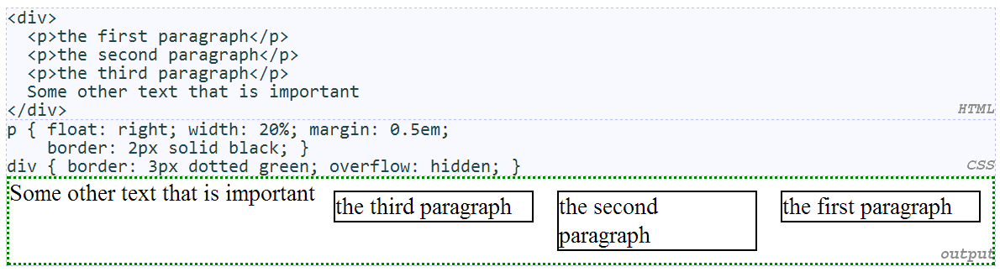 <div>
  <p>the first paragraph</p>
  <p>the second paragraph</p>
  <p>the third paragraph</p>
  Some other text that is important
</div>
HTML
p { float: right; width: 20%; margin: 0.5em;
    border: 2px solid black; }
div { border: 3px dotted green; overflow: hidden; }
CSS
Some other text that is important
the third paragraph
the second
paragraph
the first paragraph
output